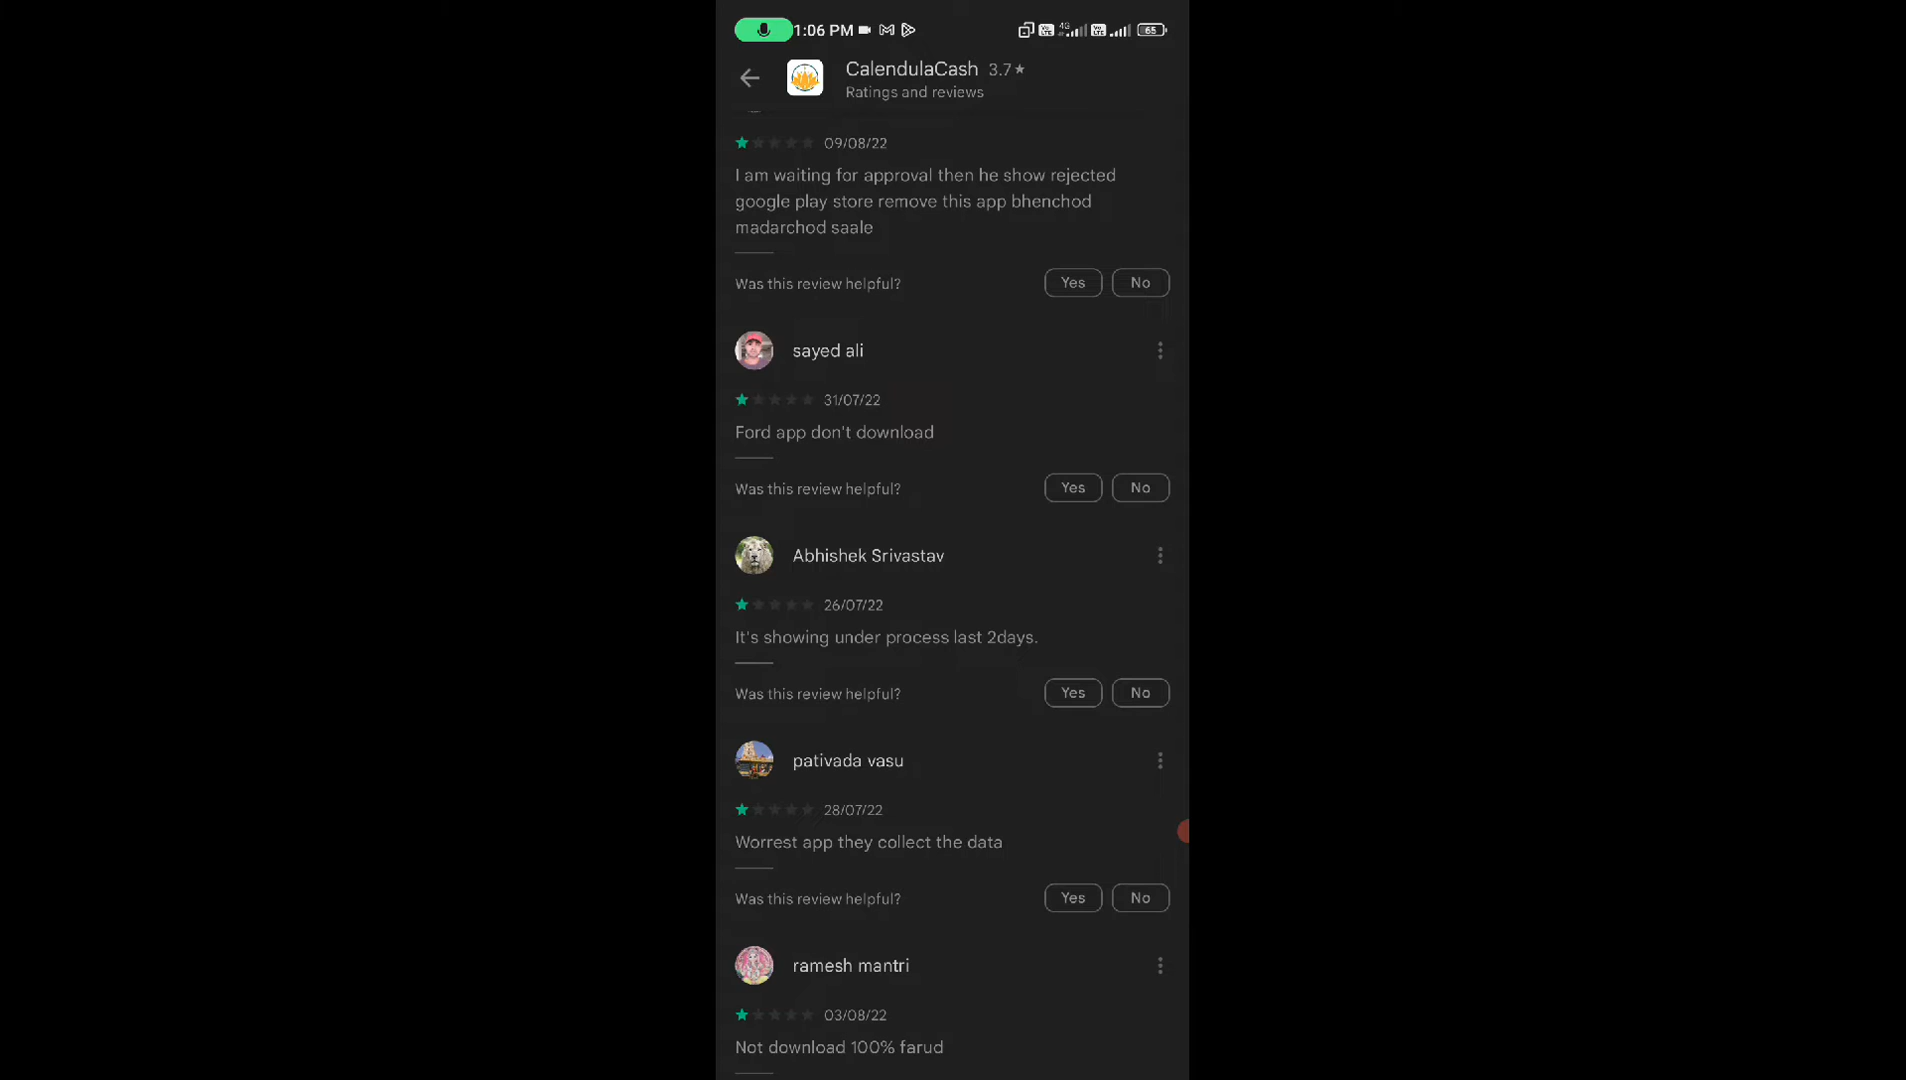 1:06 PM
4G
65
CalendulaCash 3.7★
Ratings and reviews
09/08/22
I am waiting for approval then he show rejected
google play store remove this app bhenchod
madarchod saale
Was this review helpful? Yes No
sayed ali
31/07/22
Ford app don't download
Was this review helpful? Yes No
Abhishek Srivastav
26/07/22
It's showing under process last 2days.
Was this review helpful? Yes No
pativada vasu
28/07/22
Worrest app they collect the data
Was this review helpful? Yes No
ramesh mantri
03/08/22
Not download 100% farud